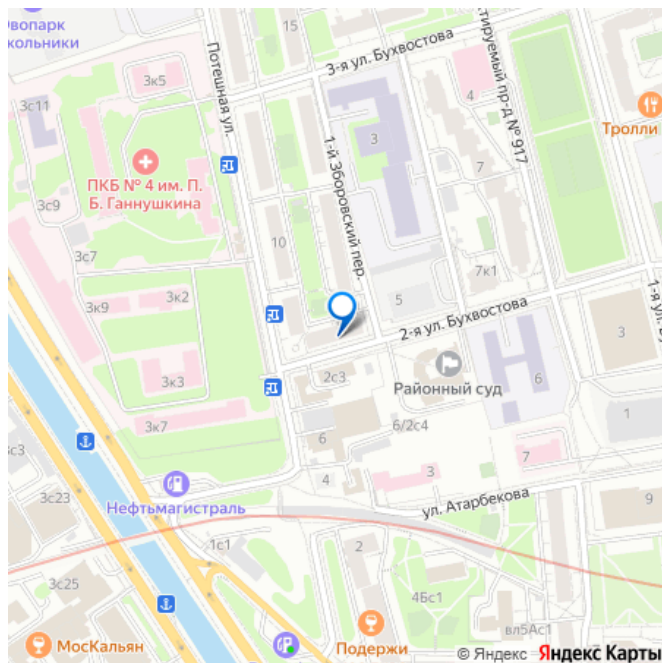 Овопарк
кольники
15
3-я ул. Бухвостова
Потешная ул.
ктируемый пр-д № 917
3к5
3с11
4
Тролли
3
1-й Зборовский пер.
ПКБ № 4 им. П.
Б. Ганнушкина
7
3с9
10
3с7
7к1
3к2
3к9
5
2-я ул. Бухвостова
1-я ул. Бу
3
2с3
Районный суд
6
3к3
1
3к7
6
6/2с4
3с3
3
7
4
3с23
Нефтьмагистраль
ул. Атарбекова
9
1с1
2
3с25
4Бс1
вл5Ас1
МосКальян
Подержи
© Яндекс Яндекс Карты